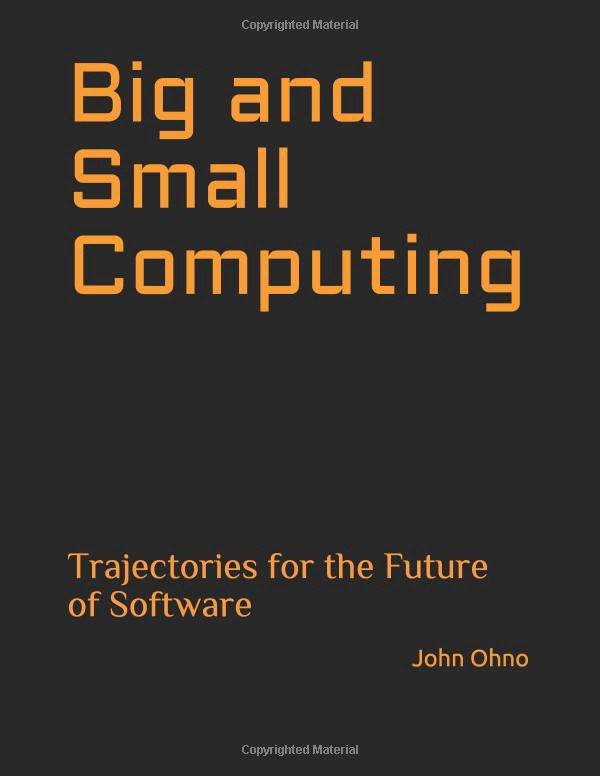 Copyrighted Material
Big and
Small
Computing
Trajectories for the Future
of Software
John Ohno
Copyrighted Material